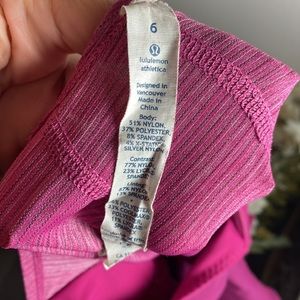 6
lululemon
athletica
Designed in
Vancouver
Made in
China
Body:
51% NYLON,
37% POLYESTER,
8% SPANDEX,
4% X-STATIC
SILVER NYLON
Contrast:
77% NYLON,
23% LYCRA
SPANDEX
Liner: